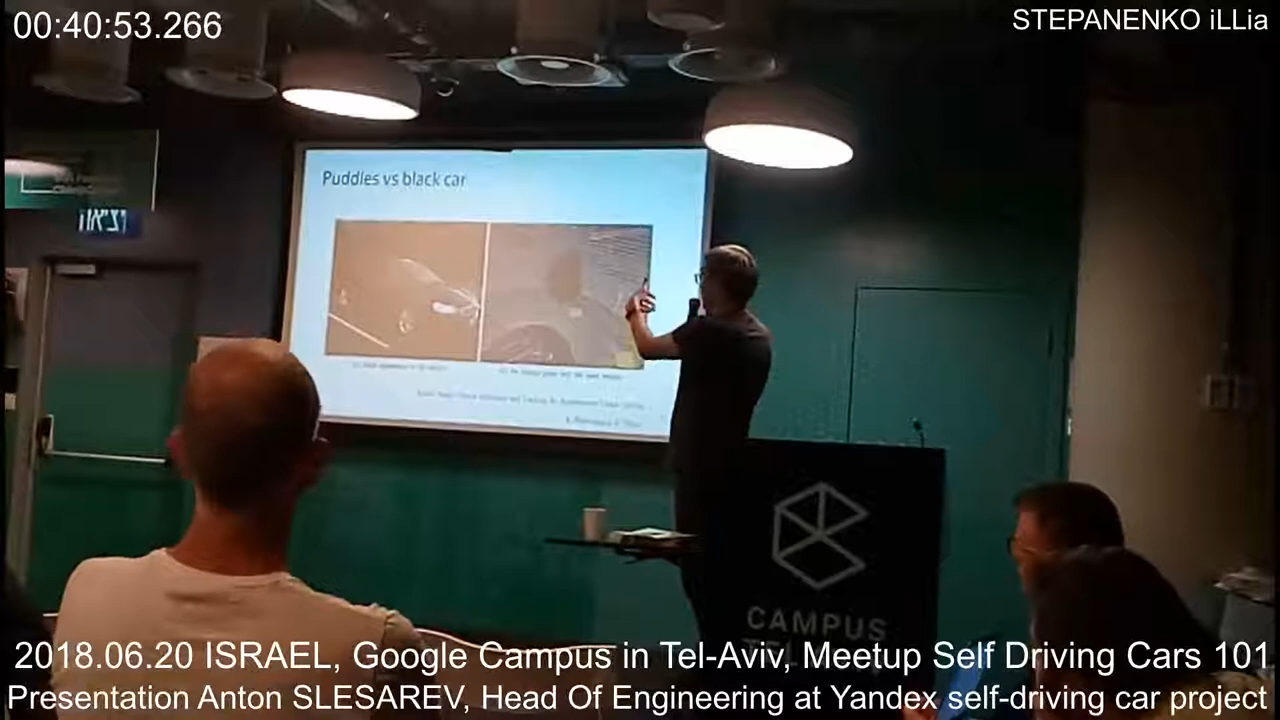 00:40:53.266
STEPANENKO iLLia
Puddles vs black car
CAMPUS
2018.06.20 ISRAEL, Google Campus in Tel-Aviv, Meetup Self Driving Cars 101
Presentation Anton SLESAREV, Head Of Engineering at Yandex self-driving car project